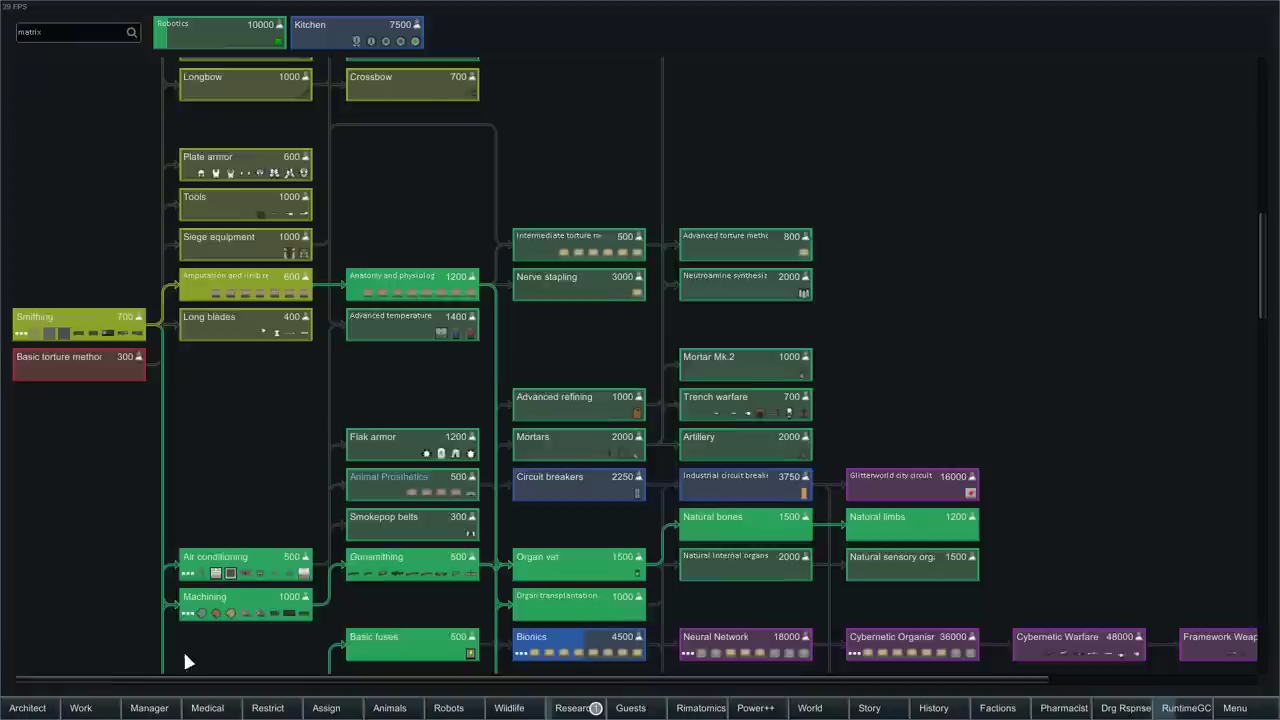 29 FPS
matrix
Robotics 10000
Kitchen 7500
Longbow 1000
Crossbow 700
Plate armor 600
Tools 1000
Siege equipment 1000
Intermediate torture m 500
Advanced torture metho 800
Amputation and limb re 600
Anatomy and physiolog 1200
Nerve stapling 3000
Neutroamine synthesiz 2000
Smithing 700
Long blades 400
Advanced temperature 1400
Basic torture method 300
Mortar Mk.2 1000
Advanced refining 1000
Trench warfare 700
Flak armor 1200
Mortars 2000
Artillery 2000
Animal Prosthetics 500
Circuit breakers 2250
Industrial circuit break 3750
Glitterworld city circuit 16000
Smokepop belts 300
Natural bones 1500
Natural limbs 1200
Air conditioning 500
Gunsmithing 500
Organ vat 1500
Natural internal organs 2000
Natural sensory orga 1500
Machining 1000
Organ transplantation 1000
Basic fuses 500
Bionics 4500
Neural Network 18000
Cybernetic Organisr 36000
Cybernetic Warfare 48000
Framework Weap
Architect Work Manager Medical Restrict Assign Animals Robots Wildlife Research 1 Guests Rimatomics Power++ World Story History Factions Pharmacist Drg Rspnse RuntimeGC Menu